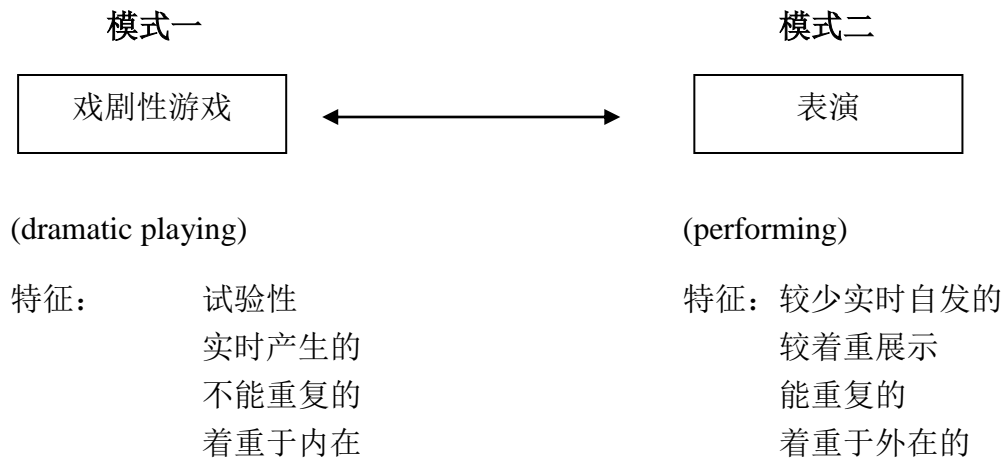 模式一 模式二
戏剧性游戏 表演
(dramatic playing) (performing)
特征： 试验性 特征：较少实时自发的
实时产生的 较着重展示
不能重复的 能重复的
着重于内在 着重于外在的